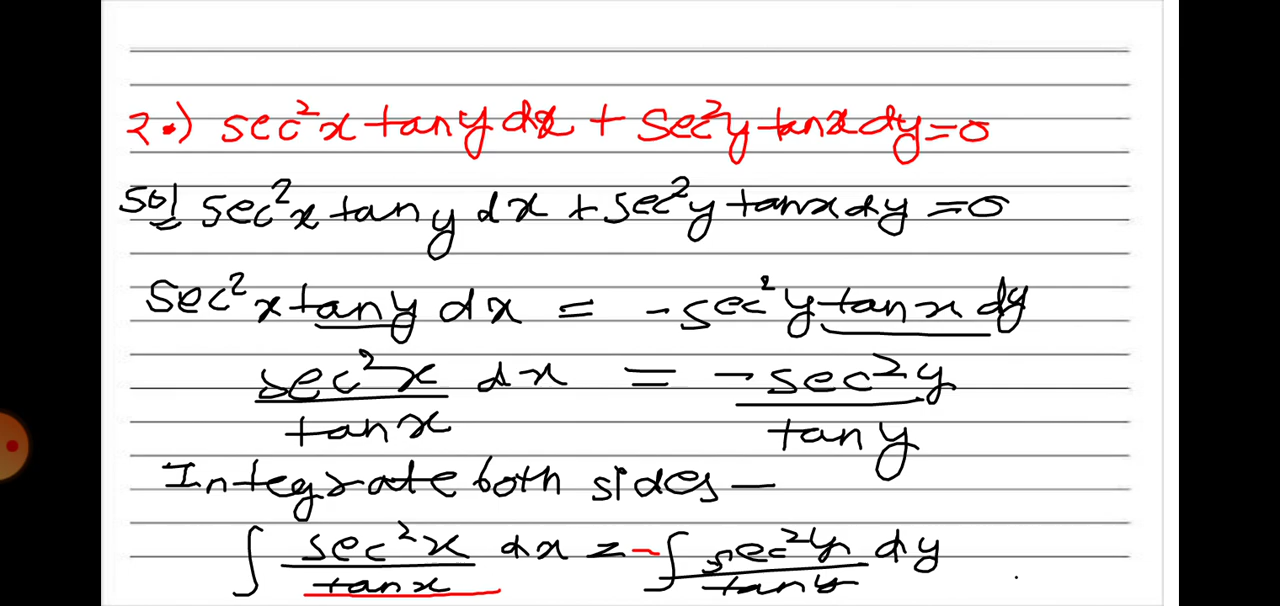 2.) sec²x tany dx + sec²y tanx dy = 0
Sol sec²x tany dx + sec²y tanx dy = 0
sec²x tany dx = -sec²y tanx dy
sec²x/tanx dx = -sec²y/tany
Integrate both sides —
∫ sec²x/tanx dx = -∫ sec²y/tany dy